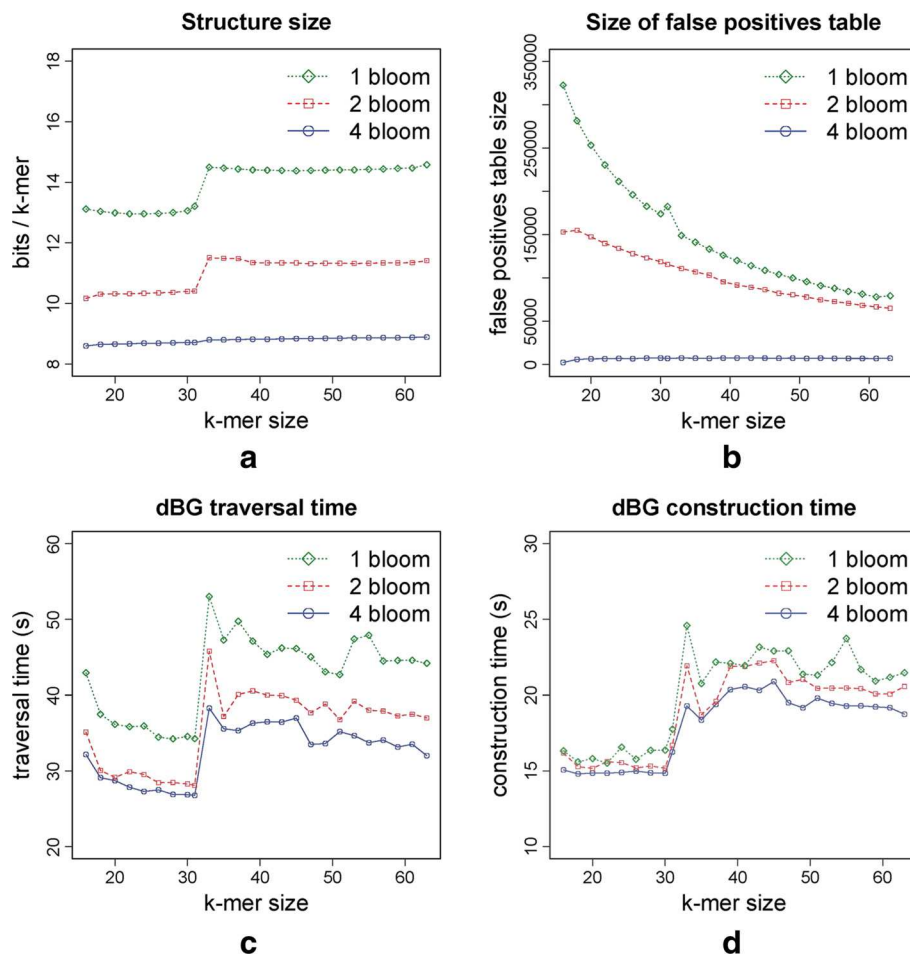 Structure size
bits / k-mer
18
16
14
12
10
8
1 bloom
2 bloom
4 bloom
20 30 40 50 60
k-mer size
a
Size of false positives table
false positives table size
350000
250000
150000
50000
0
1 bloom
2 bloom
4 bloom
20 30 40 50 60
k-mer size
b
dBG traversal time
traversal time (s)
60
50
40
30
20
1 bloom
2 bloom
4 bloom
20 30 40 50 60
k-mer size
c
dBG construction time
construction time (s)
30
25
20
15
10
1 bloom
2 bloom
4 bloom
20 30 40 50 60
k-mer size
d